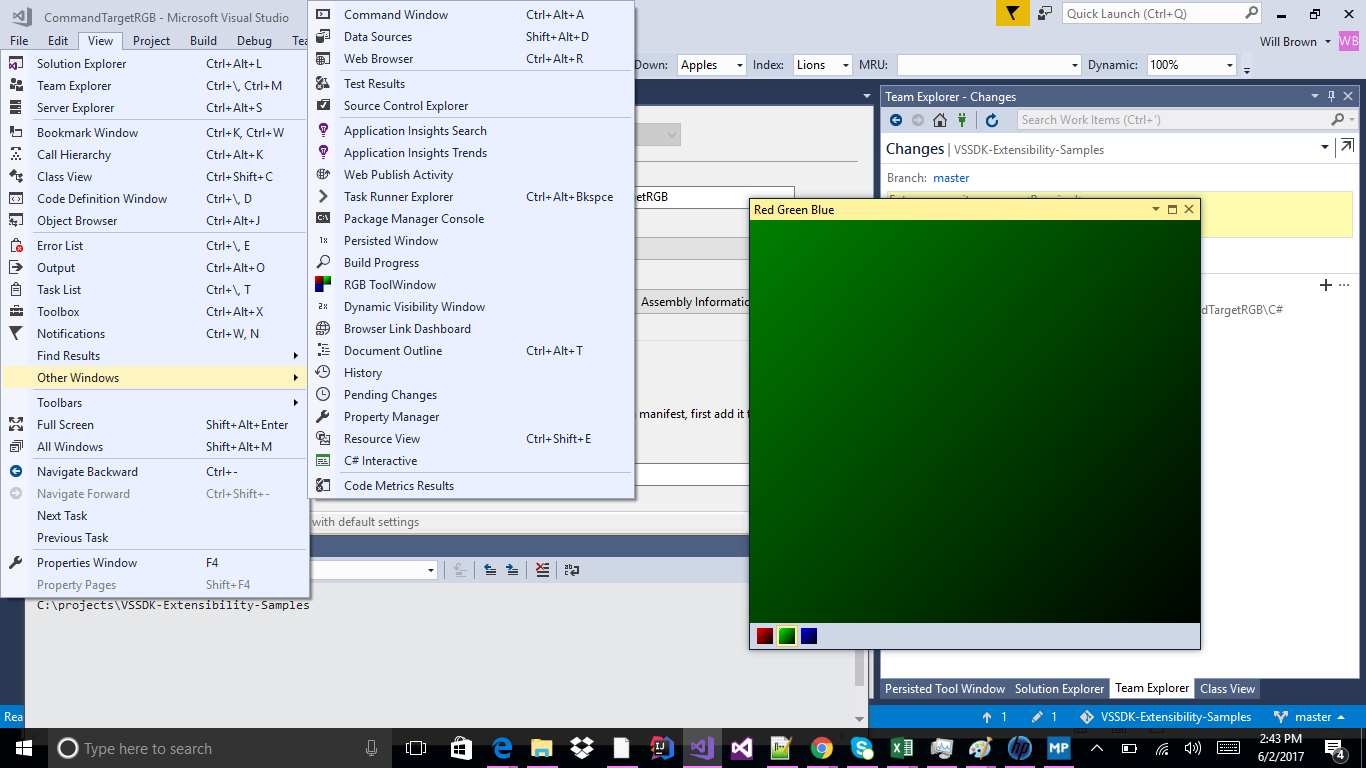 CommandTargetRGB - Microsoft Visual Studio
Quick Launch (Ctrl+Q)
File Edit View Project Build Debug
Will Brown WB
Down: Apples Index: Lions MRU: Dynamic: 100%
Solution Explorer Ctrl+Alt+L
Team Explorer Ctrl+\, Ctrl+M
Server Explorer Ctrl+Alt+S
Bookmark Window Ctrl+K, Ctrl+W
Call Hierarchy Ctrl+Alt+K
Class View Ctrl+Shift+C
Code Definition Window Ctrl+\, D
Object Browser Ctrl+Alt+J
Error List Ctrl+\, E
Output Ctrl+Alt+O
Task List Ctrl+\, T
Toolbox Ctrl+Alt+X
Notifications Ctrl+W, N
Find Results
Other Windows
Toolbars
Full Screen Shift+Alt+Enter
All Windows Shift+Alt+M
Navigate Backward Ctrl+-
Navigate Forward Ctrl+Shift+-
Next Task
Previous Task
Properties Window F4
Property Pages Shift+F4
Command Window Ctrl+Alt+A
Data Sources Shift+Alt+D
Web Browser Ctrl+Alt+R
Test Results
Source Control Explorer
Application Insights Search
Application Insights Trends
Web Publish Activity
Task Runner Explorer Ctrl+Alt+Bkspce
Package Manager Console
1x Persisted Window
Build Progress
RGB ToolWindow
2x Dynamic Visibility Window
Browser Link Dashboard
Document Outline Ctrl+Alt+T
History
Pending Changes
Property Manager
Resource View Ctrl+Shift+E
C# Interactive
Code Metrics Results
etRGB
Assembly Informatio
manifest, first add it t
with default settings
C:\projects\VSSDK-Extensibility-Samples
Red Green Blue
Team Explorer - Changes
Search Work Items (Ctrl+')
Changes | VSSDK-Extensibility-Samples
Branch: master
dTargetRGB\C#
Persisted Tool Window Solution Explorer Team Explorer Class View
Rea
1 1 VSSDK-Extensibility-Samples master
Type here to search
MP
2:43 PM
6/2/2017
4